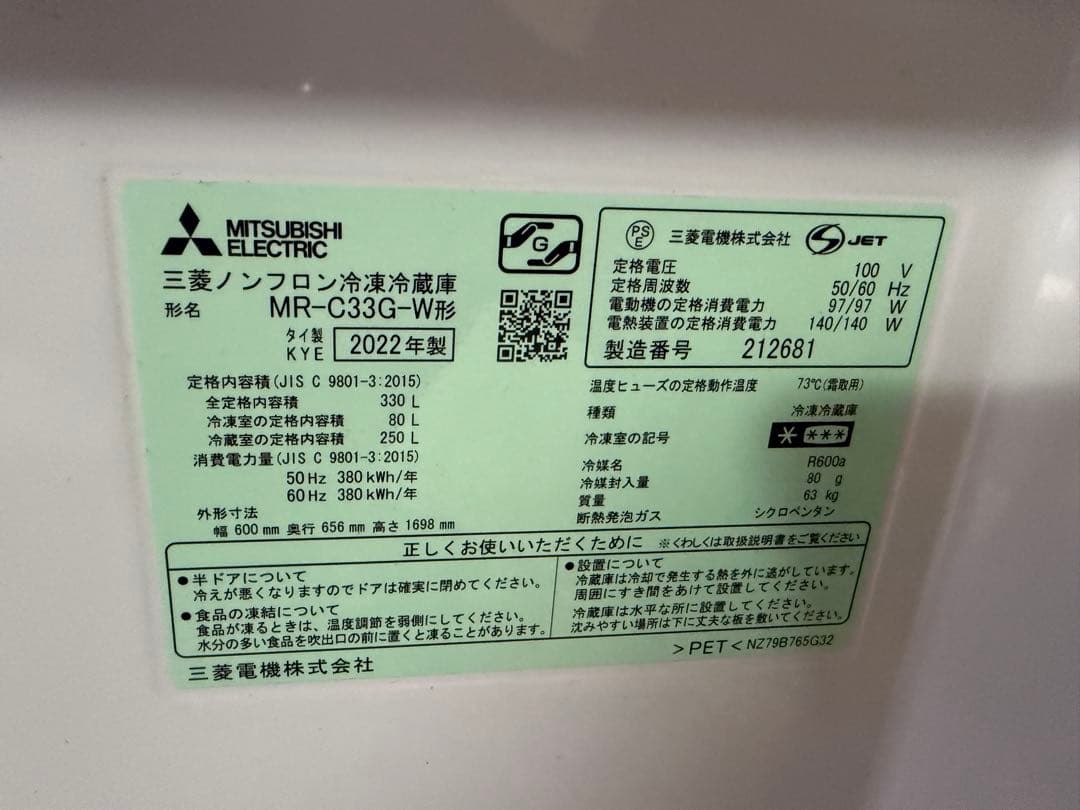 MITSUBISHI
ELECTRIC
G
三菱ノンフロン冷凍冷蔵庫
形名 MR-C33G-W形
タイ製
KYE 2022年製
定格内容積(JIS C 9801-3:2015)
全定格内容積 330 L
冷凍室の定格内容積 80 L
冷蔵室の定格内容積 250 L
消費電力量(JIS C 9801-3:2015)
50Hz 380kWh/年
60Hz 380kWh/年
外形寸法
幅 600mm 奥行 656mm 高さ 1698mm
PS
E 三菱電機株式会社 S JET
定格電圧 100 V
定格周波数 50/60 Hz
電動機の定格消費電力 97/97 W
電熱装置の定格消費電力 140/140 W
製造番号 212681
温度ヒューズの定格動作温度 73℃(霜取用)
種類 冷凍冷蔵庫
冷凍室の記号 * ***
冷媒名 R600a
冷媒封入量 80 g
質量 63 kg
断熱発泡ガス シクロペンタン
正しくお使いいただくために ※くわしくは取扱説明書をご覧ください
●半ドアについて
冷えが悪くなりますのでドアは確実に閉めてください。
●食品の凍結について
食品が凍るときは、温度調節を弱側にしてください。
水分の多い食品を吹出口の前に置くと凍ることがあります。
●設置について
冷蔵庫は冷却で発生する熱を外に逃がしています。
周囲にすき間をあけて設置してください。
冷蔵庫は水平な所に設置してください。
沈みやすい場所は下に丈夫な板を敷いてください。
三菱電機株式会社
>PET< NZ79B765G32